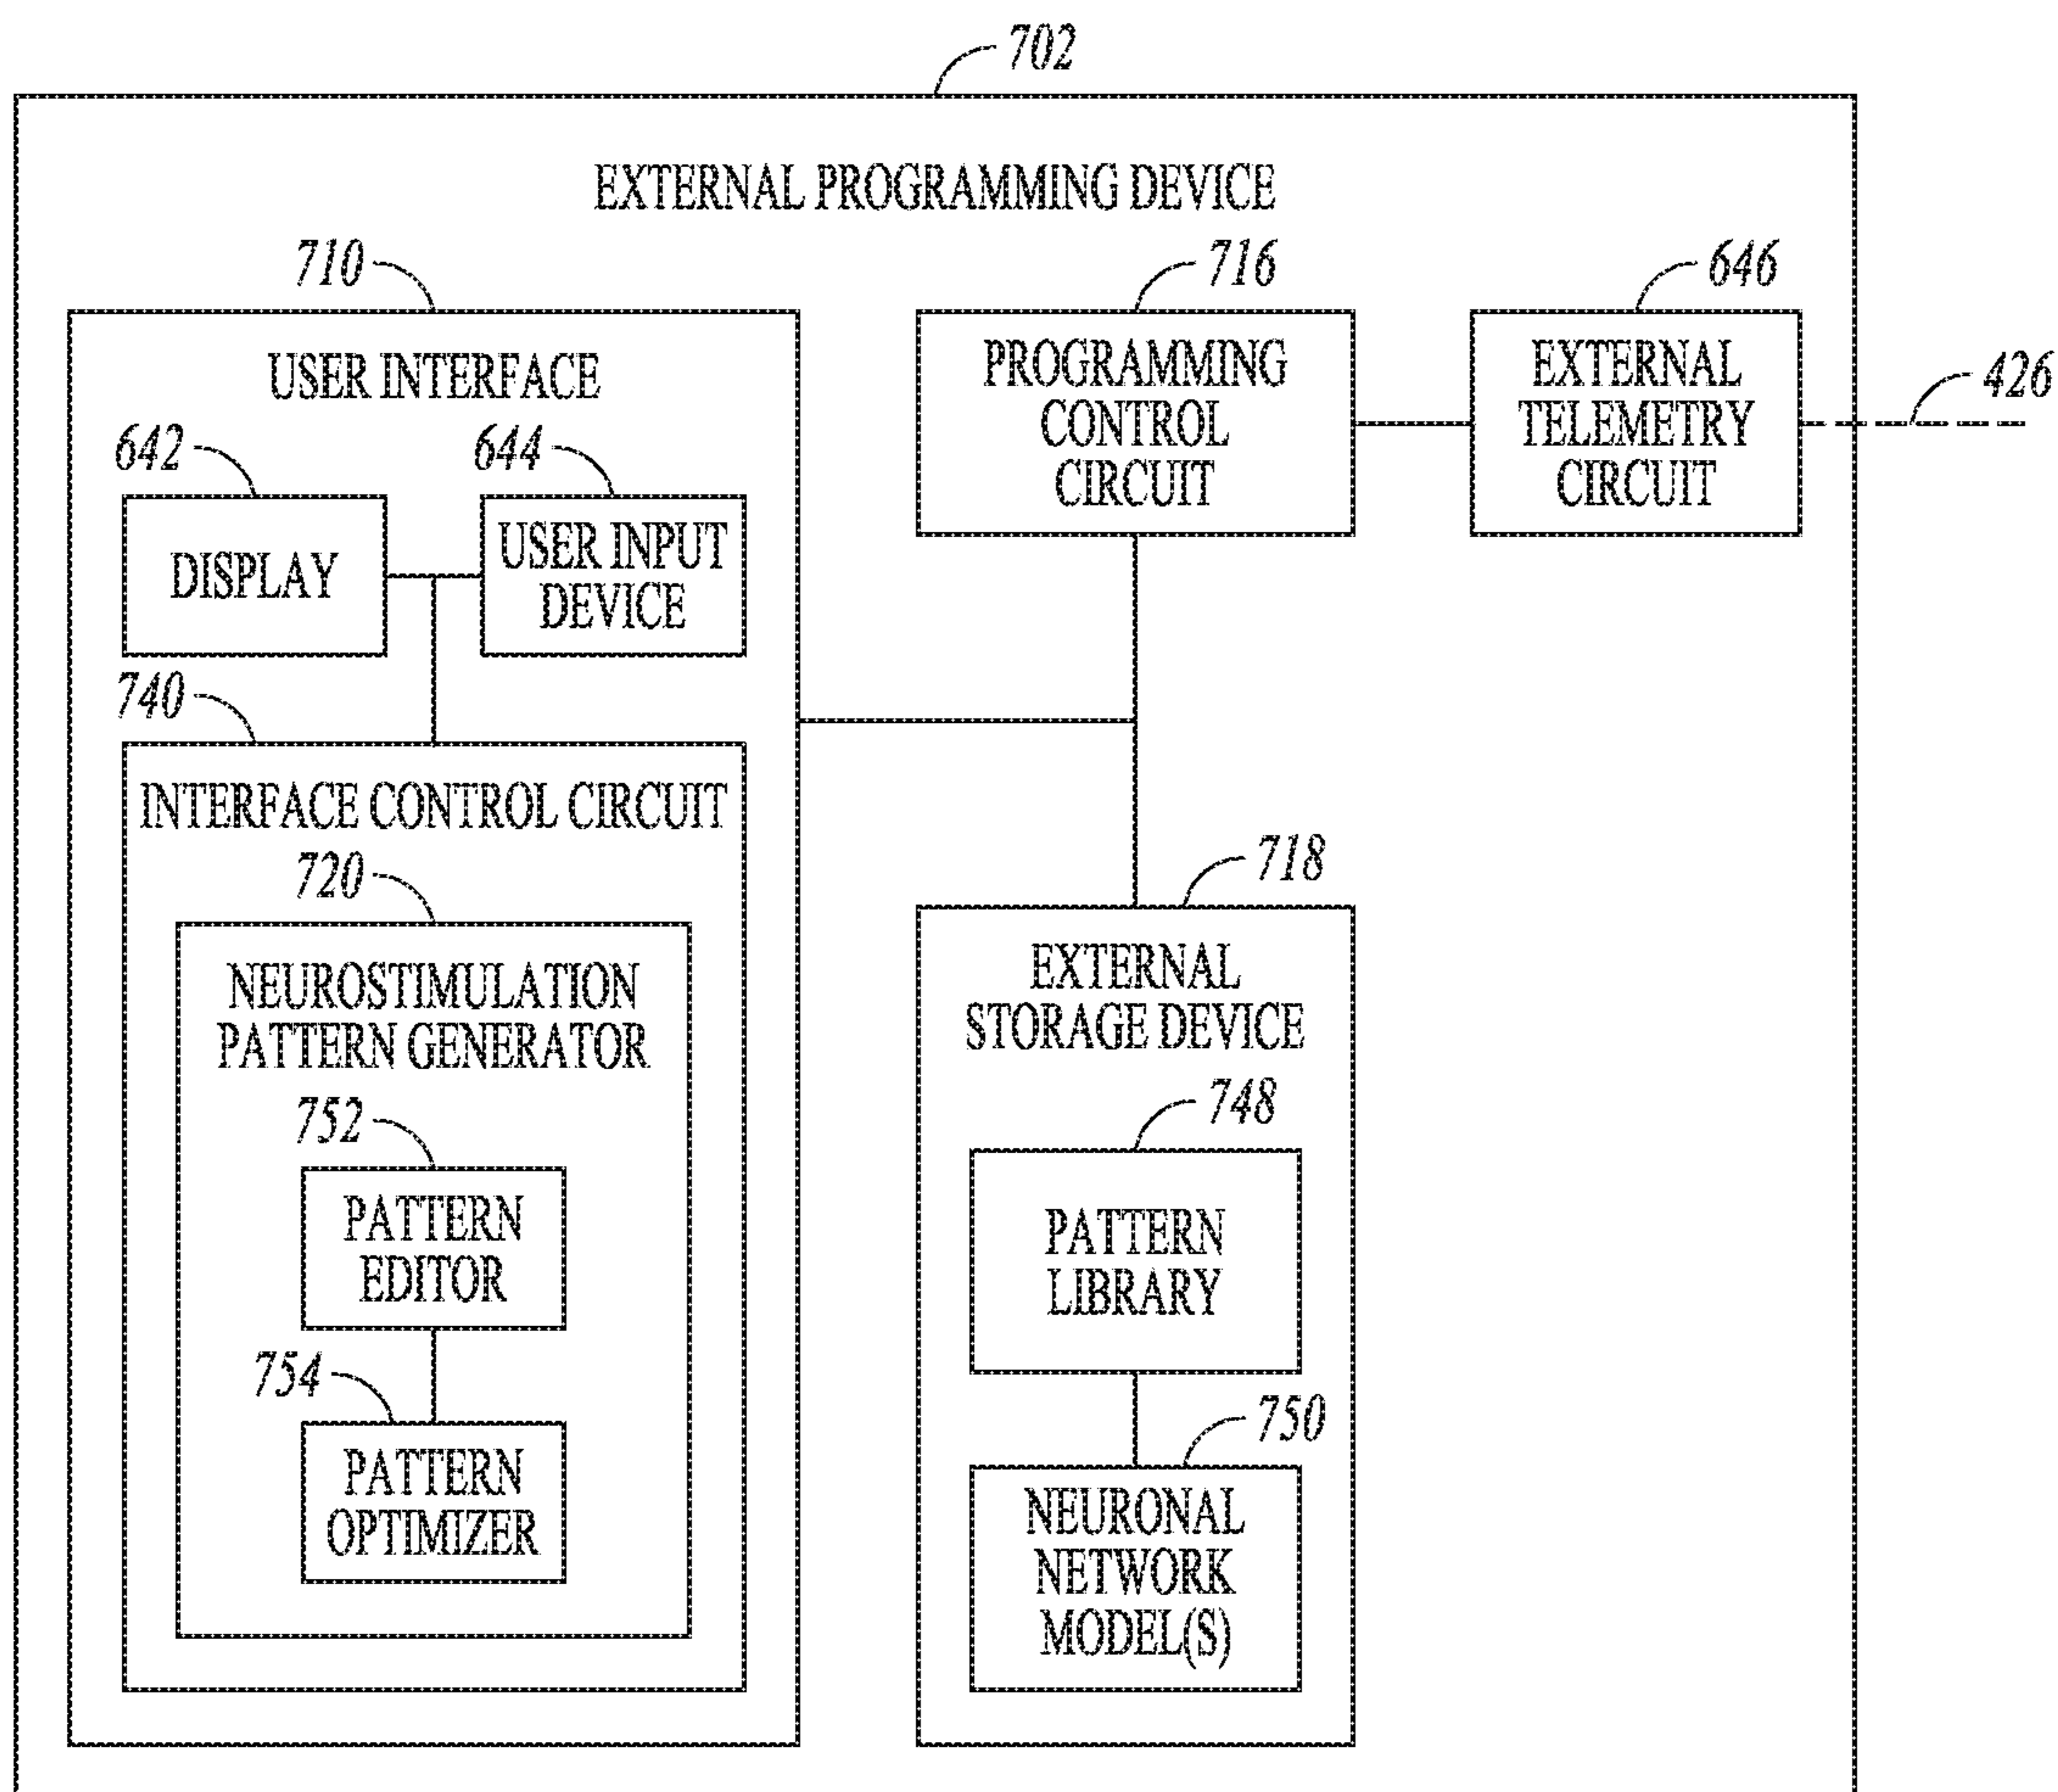 702
EXTERNAL PROGRAMMING DEVICE
710
USER INTERFACE
642
644
DISPLAY
USER INPUT
DEVICE
740
INTERFACE CONTROL CIRCUIT
720
NEUROSTIMULATION
PATTERN GENERATOR
752
PATTERN
EDITOR
754
PATTERN
OPTIMIZER
716
PROGRAMMING
CONTROL
CIRCUIT
646
EXTERNAL
TELEMETRY
CIRCUIT
426
718
EXTERNAL
STORAGE DEVICE
748
PATTERN
LIBRARY
750
NEURONAL
NETWORK
MODEL(S)